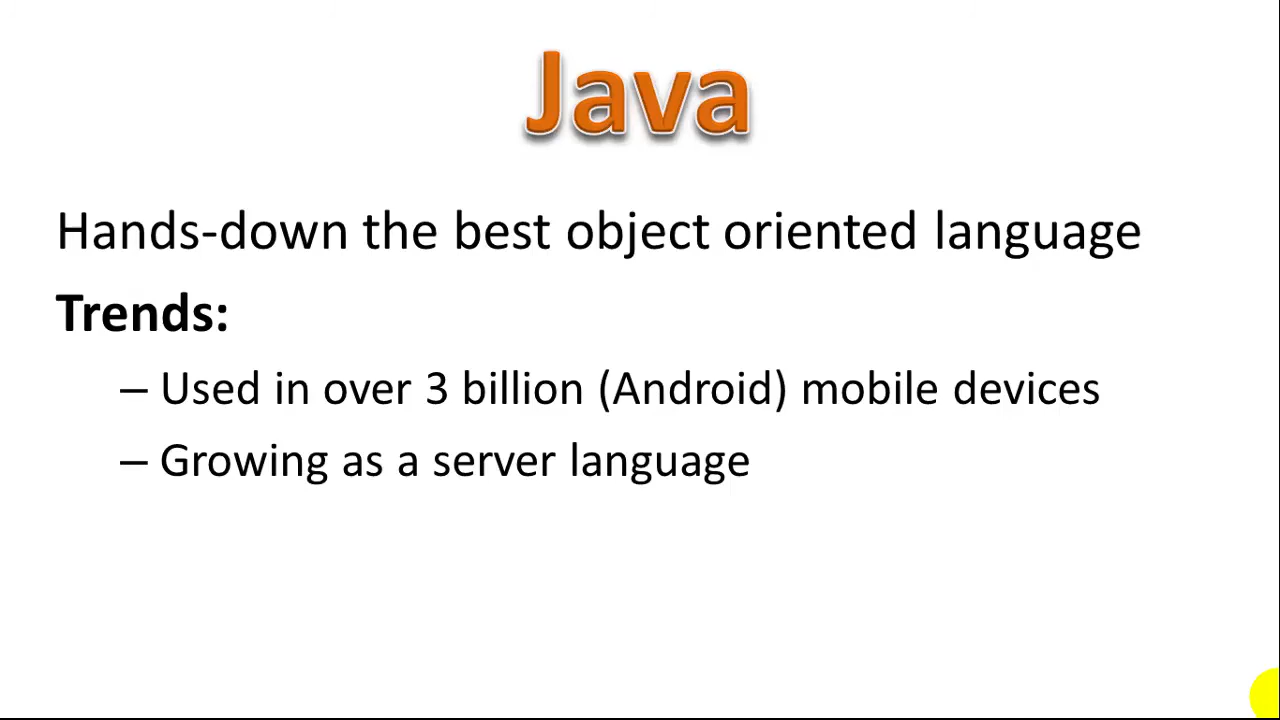 Java
Hands-down the best object oriented language
Trends:
– Used in over 3 billion (Android) mobile devices
– Growing as a server language